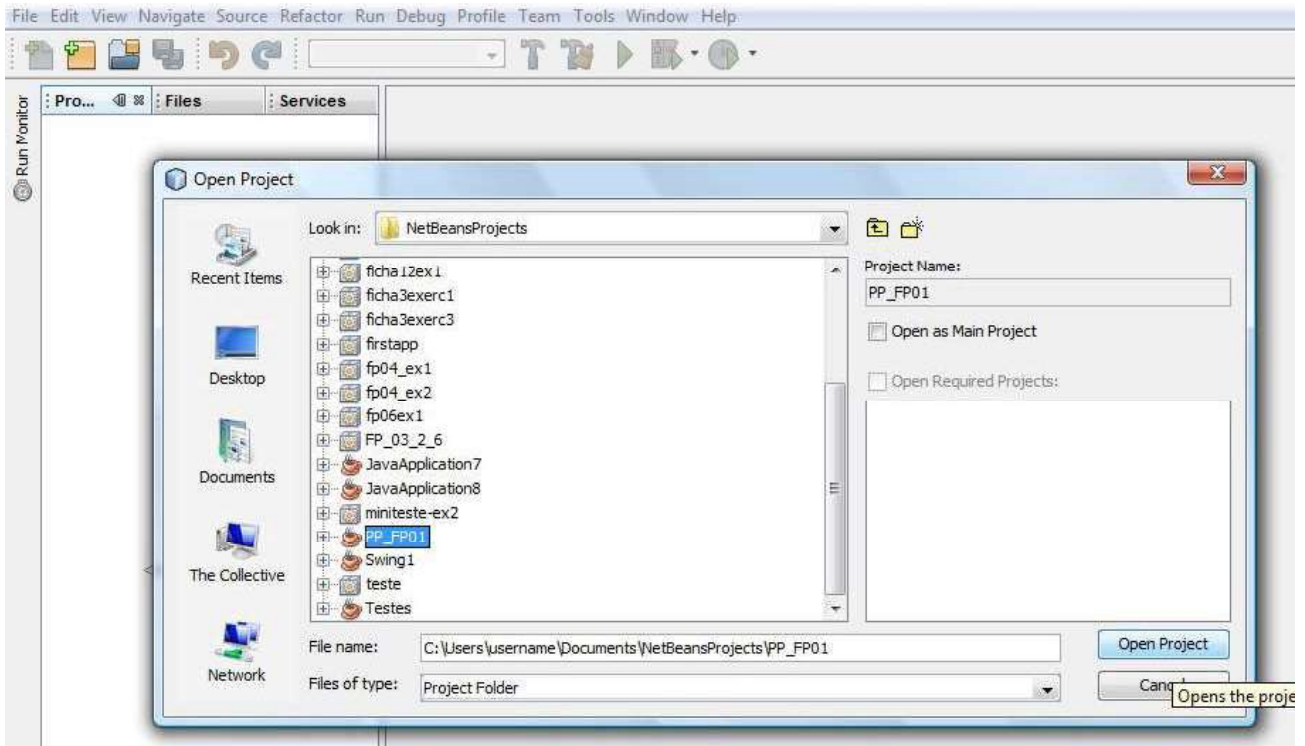 File Edit View Navigate Source Refactor Run Debug Profile Team Tools Window Help
Run Monitor
Pro... Files Services
Open Project
Look in: NetBeansProjects
Recent Items
Desktop
Documents
The Collective
Network
ficha12ex1
ficha3exerc1
ficha3exerc3
firstapp
fp04_ex1
fp04_ex2
fp06ex1
FP_03_2_6
JavaApplication7
JavaApplication8
miniteste-ex2
PP_FP01
Swing1
teste
Testes
Project Name:
PP_FP01
Open as Main Project
Open Required Projects:
File name: C:\Users\username\Documents\NetBeansProjects\PP_FP01
Files of type: Project Folder
Open Project
Opens the proje